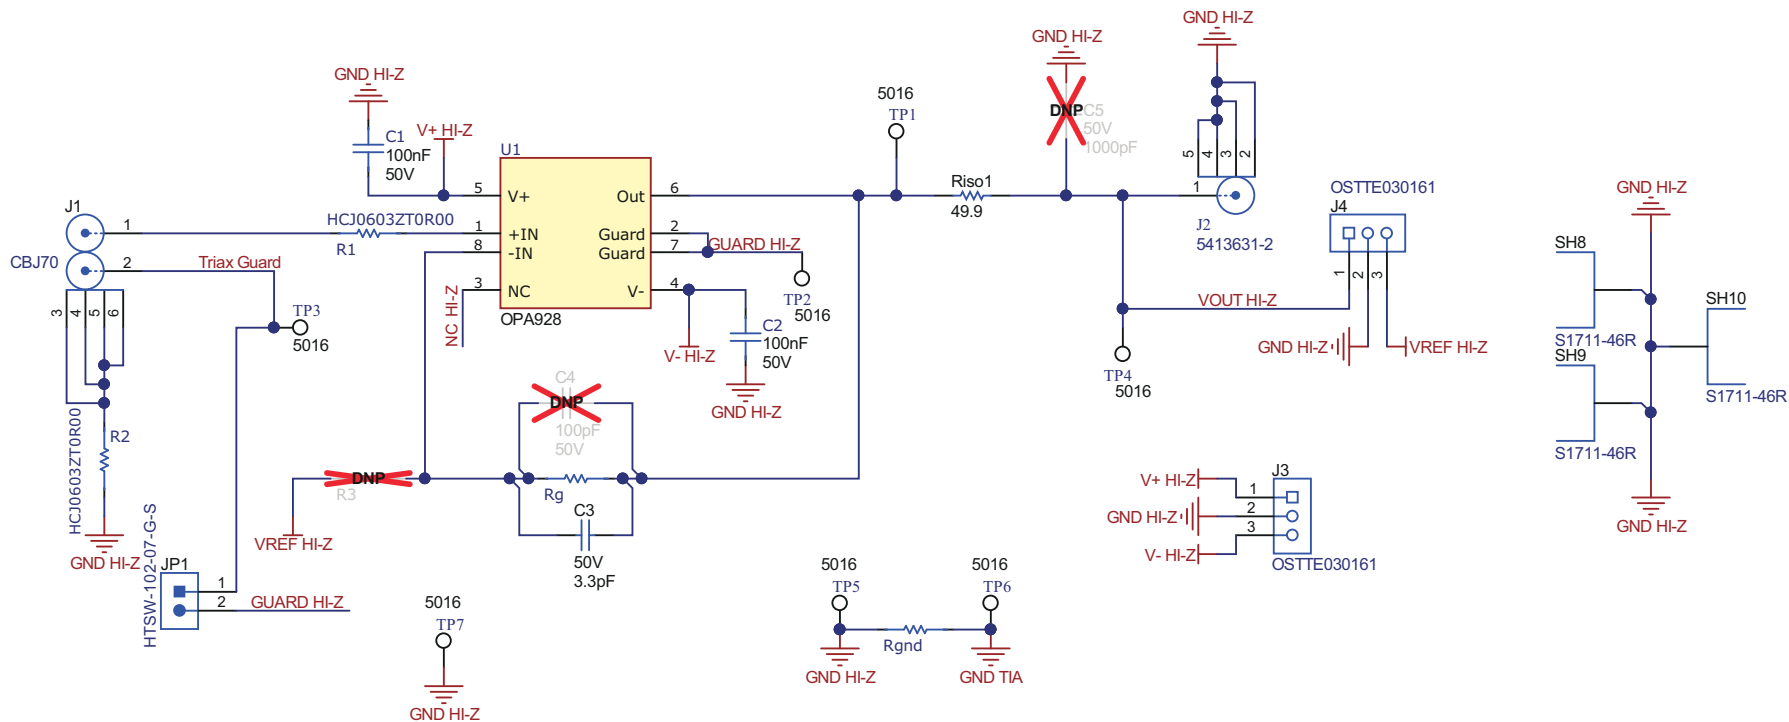 GND HI-Z
C1
100nF
50V
V+ HI-Z
U1
5 V+
1 +IN
8 -IN
3 NC
Out 6
Guard 2
Guard 7
V- 4
OPA928
J1
CBJ70
1
2
3
4
5
6
HCJ0603ZT0R00
R1
Triax Guard
TP3
5016
NC HI-Z
GUARD HI-Z
TP2
5016
V- HI-Z
C2
100nF
50V
GND HI-Z
5016
TP1
Riso1
49.9
GND HI-Z
DNP
C5
50V
1000pF
GND HI-Z
5
4
3
2
1
J2
5413631-2
OSTTE030161
J4
1
2
3
VOUT HI-Z
GND HI-Z
VREF HI-Z
TP4
5016
GND HI-Z
SH8
S1711-46R
SH9
S1711-46R
SH10
S1711-46R
GND HI-Z
R2
HCJ0603ZT0R00
GND HI-Z
C4
DNP
100pF
50V
DNP
R3
VREF HI-Z
Rg
C3
50V
3.3pF
HTSW-102-07-G-S
JP1
1
2
GUARD HI-Z
5016
TP7
GND HI-Z
5016
TP5
GND HI-Z
Rgnd
5016
TP6
GND TIA
J3
V+ HI-Z
1
GND HI-Z
2
V- HI-Z
3
OSTTE030161